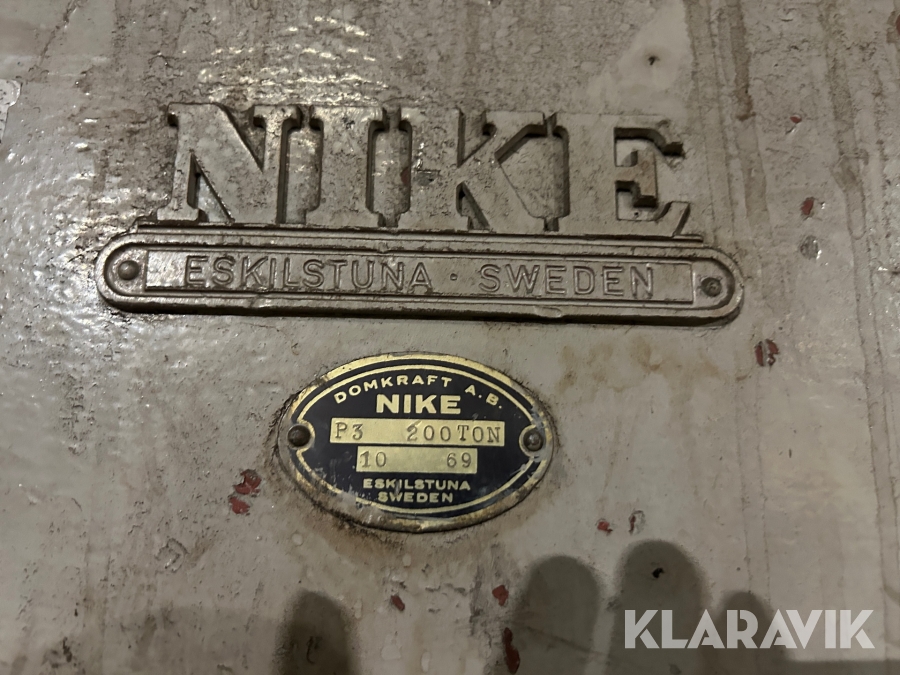 NIKE
ESKILSTUNA · SWEDEN
DOMKRAFT A.B.
NIKE
P3 200TON
10 69
ESKILSTUNA
SWEDEN
KLARAVIK